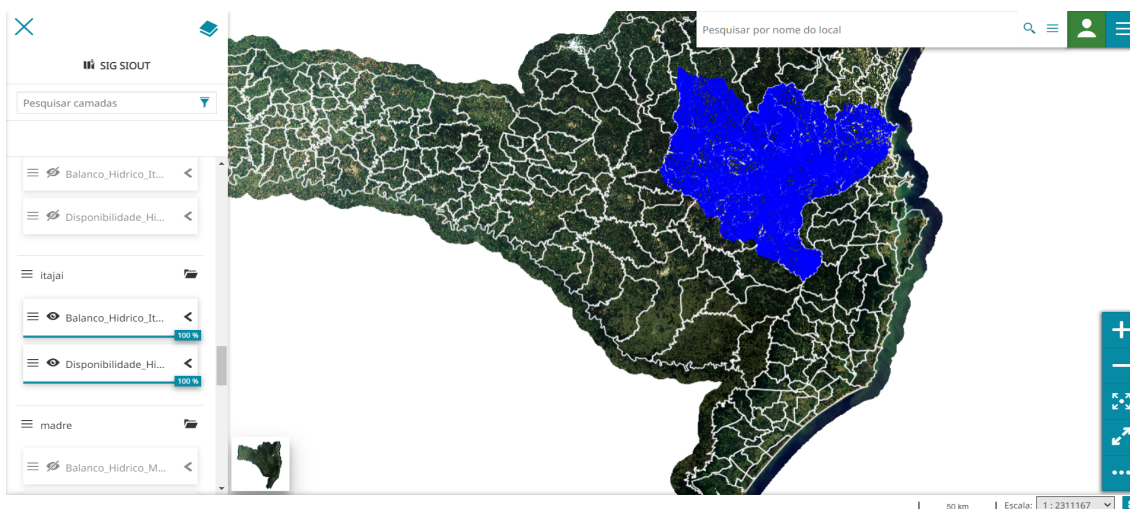 Pesquisar por nome do local
SIG SIOUT
Pesquisar camadas
Balanco_Hidrico_It...
Disponibilidade_Hi...
itajai
Balanco_Hidrico_It...
100 %
Disponibilidade_Hi...
100 %
madre
Balanco_Hidrico_M...
50 km
Escala:
1 : 2311167